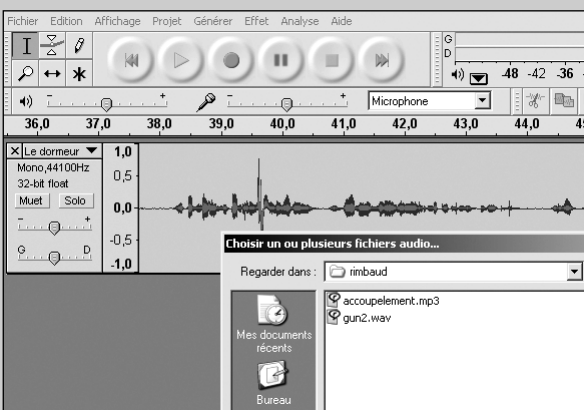 Fichier Edition Affichage Projet Générer Effet Analyse Aide
G
D
-48 -42 -36
Microphone
36,0 37,0 38,0 39,0 40,0 41,0 42,0 43,0 44,0
Le dormeur
Mono,44100Hz
32-bit float
Muet Solo
- +
G D
1,0
0,5
0,0
-0,5
-1,0
Choisir un ou plusieurs fichiers audio...
Regarder dans : rimbaud
accoupelement.mp3
gun2.wav
Mes documents
récents
Bureau